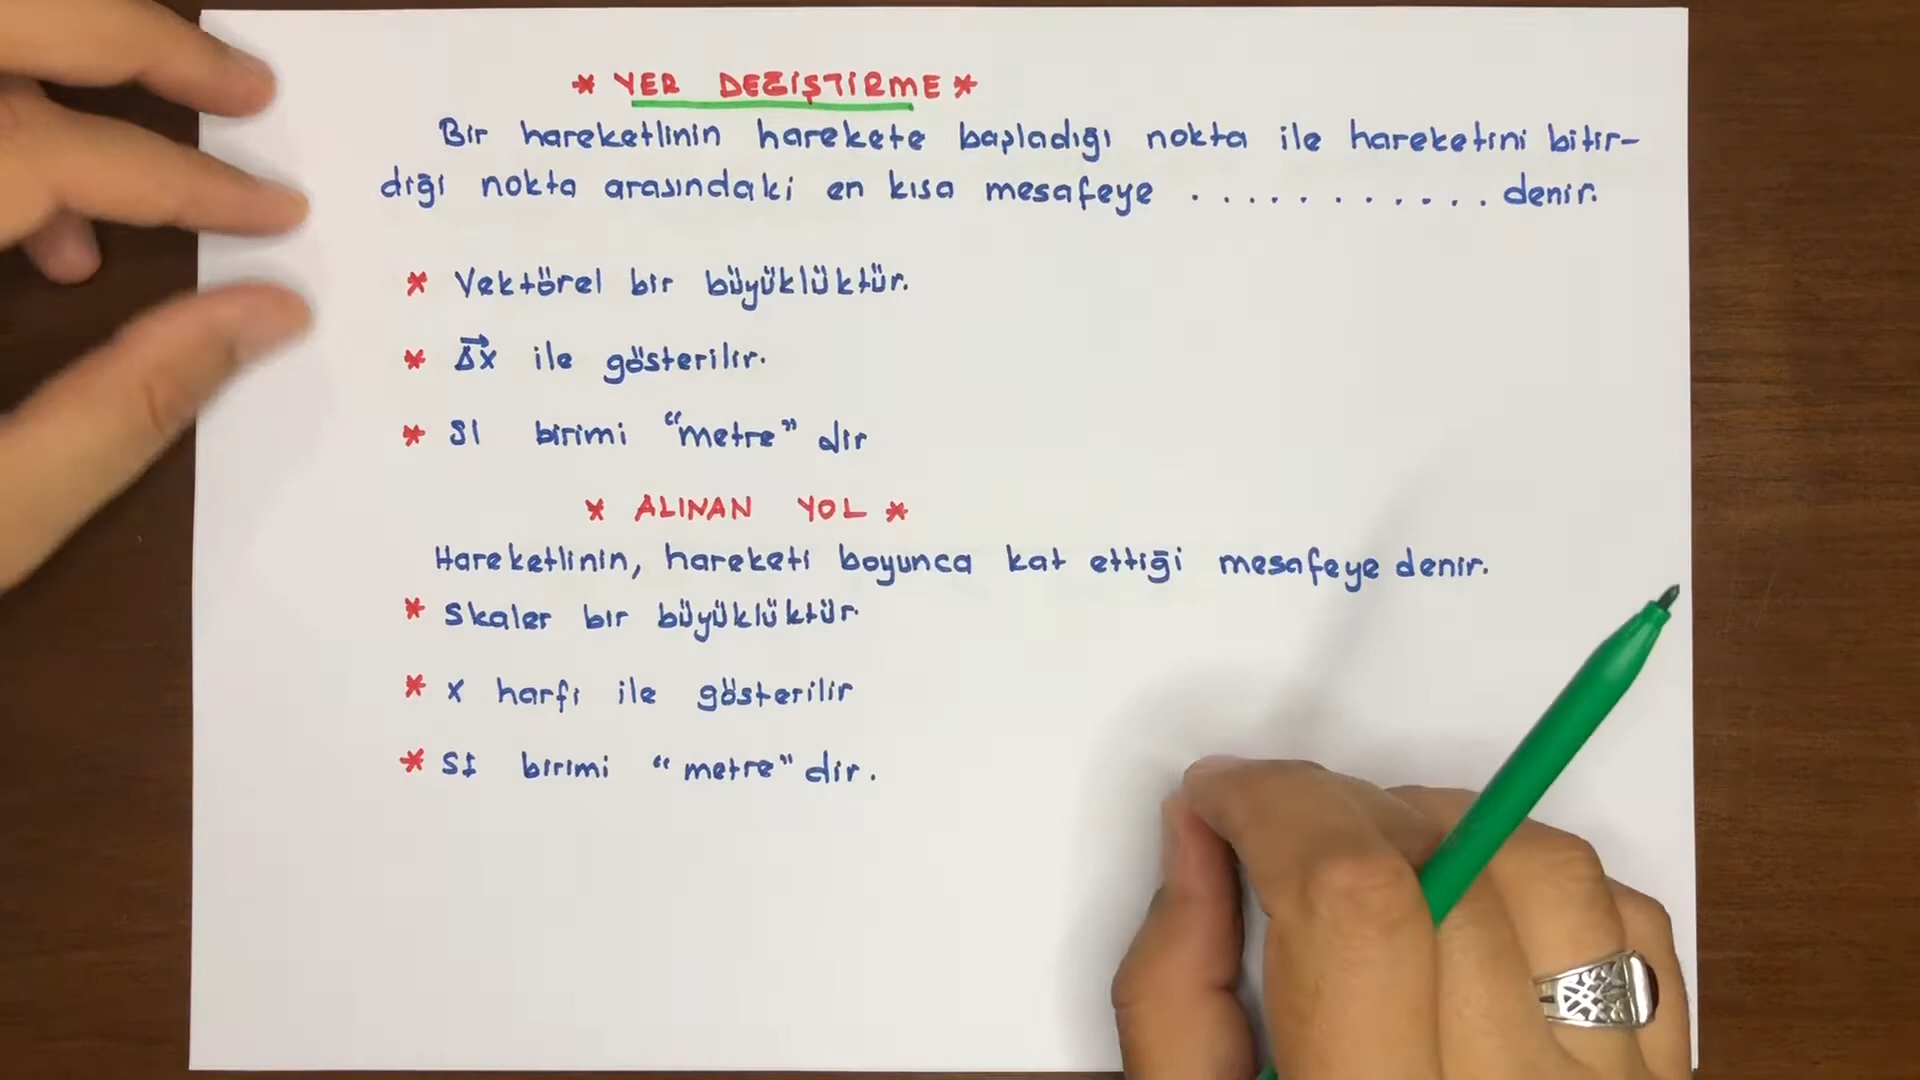 * YER DEĞİŞTİRME *
Bir hareketlinin harekete başladığı nokta ile hareketini bitir-
diği nokta arasındaki en kısa mesafeye . . . . . . . . . . . . denir.
* Vektörel bir büyüklüktür.
* Δx⃗ ile gösterilir.
* SI birimi “metre” dir
* ALINAN YOL *
Hareketlinin, hareketi boyunca kat ettiği mesafeye denir.
* Skaler bir büyüklüktür
* x harfi ile gösterilir
* SI birimi “metre” dir.